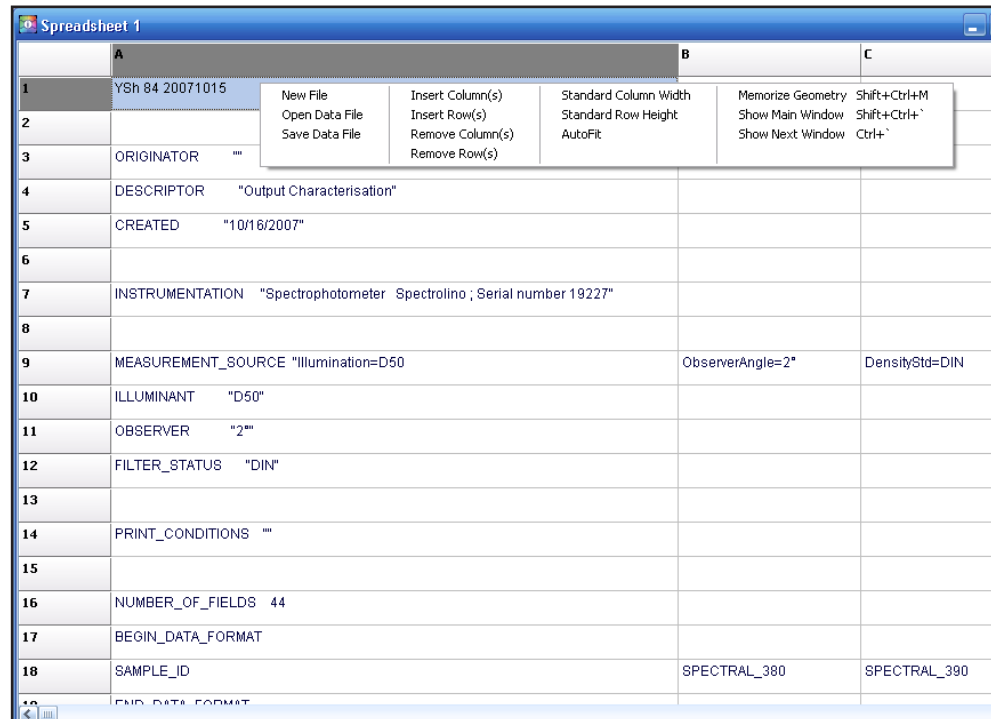 Spreadsheet 1
A B C
1 YSh 84 20071015
New File Insert Column(s) Standard Column Width Memorize Geometry Shift+Ctrl+M
Open Data File Insert Row(s) Standard Row Height Show Main Window Shift+Ctrl+`
Save Data File Remove Column(s) AutoFit Show Next Window Ctrl+`
Remove Row(s)
2
3 ORIGINATOR ""
4 DESCRIPTOR "Output Characterisation"
5 CREATED "10/16/2007"
6
7 INSTRUMENTATION "Spectrophotometer Spectrolino ; Serial number 19227"
8
9 MEASUREMENT_SOURCE "Illumination=D50 ObserverAngle=2° DensityStd=DIN
10 ILLUMINANT "D50"
11 OBSERVER "2°"
12 FILTER_STATUS "DIN"
13
14 PRINT_CONDITIONS ""
15
16 NUMBER_OF_FIELDS 44
17 BEGIN_DATA_FORMAT
18 SAMPLE_ID SPECTRAL_380 SPECTRAL_390
19 END_DATA_FORMAT